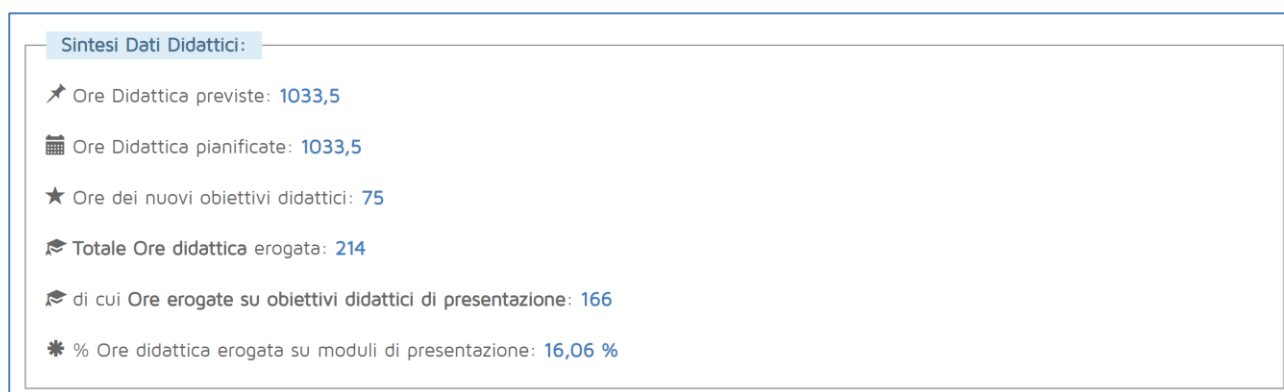 Sintesi Dati Didattici:
Ore Didattica previste: 1033,5
Ore Didattica pianificate: 1033,5
Ore dei nuovi obiettivi didattici: 75
Totale Ore didattica erogata: 214
di cui Ore erogate su obiettivi didattici di presentazione: 166
% Ore didattica erogata su moduli di presentazione: 16,06 %